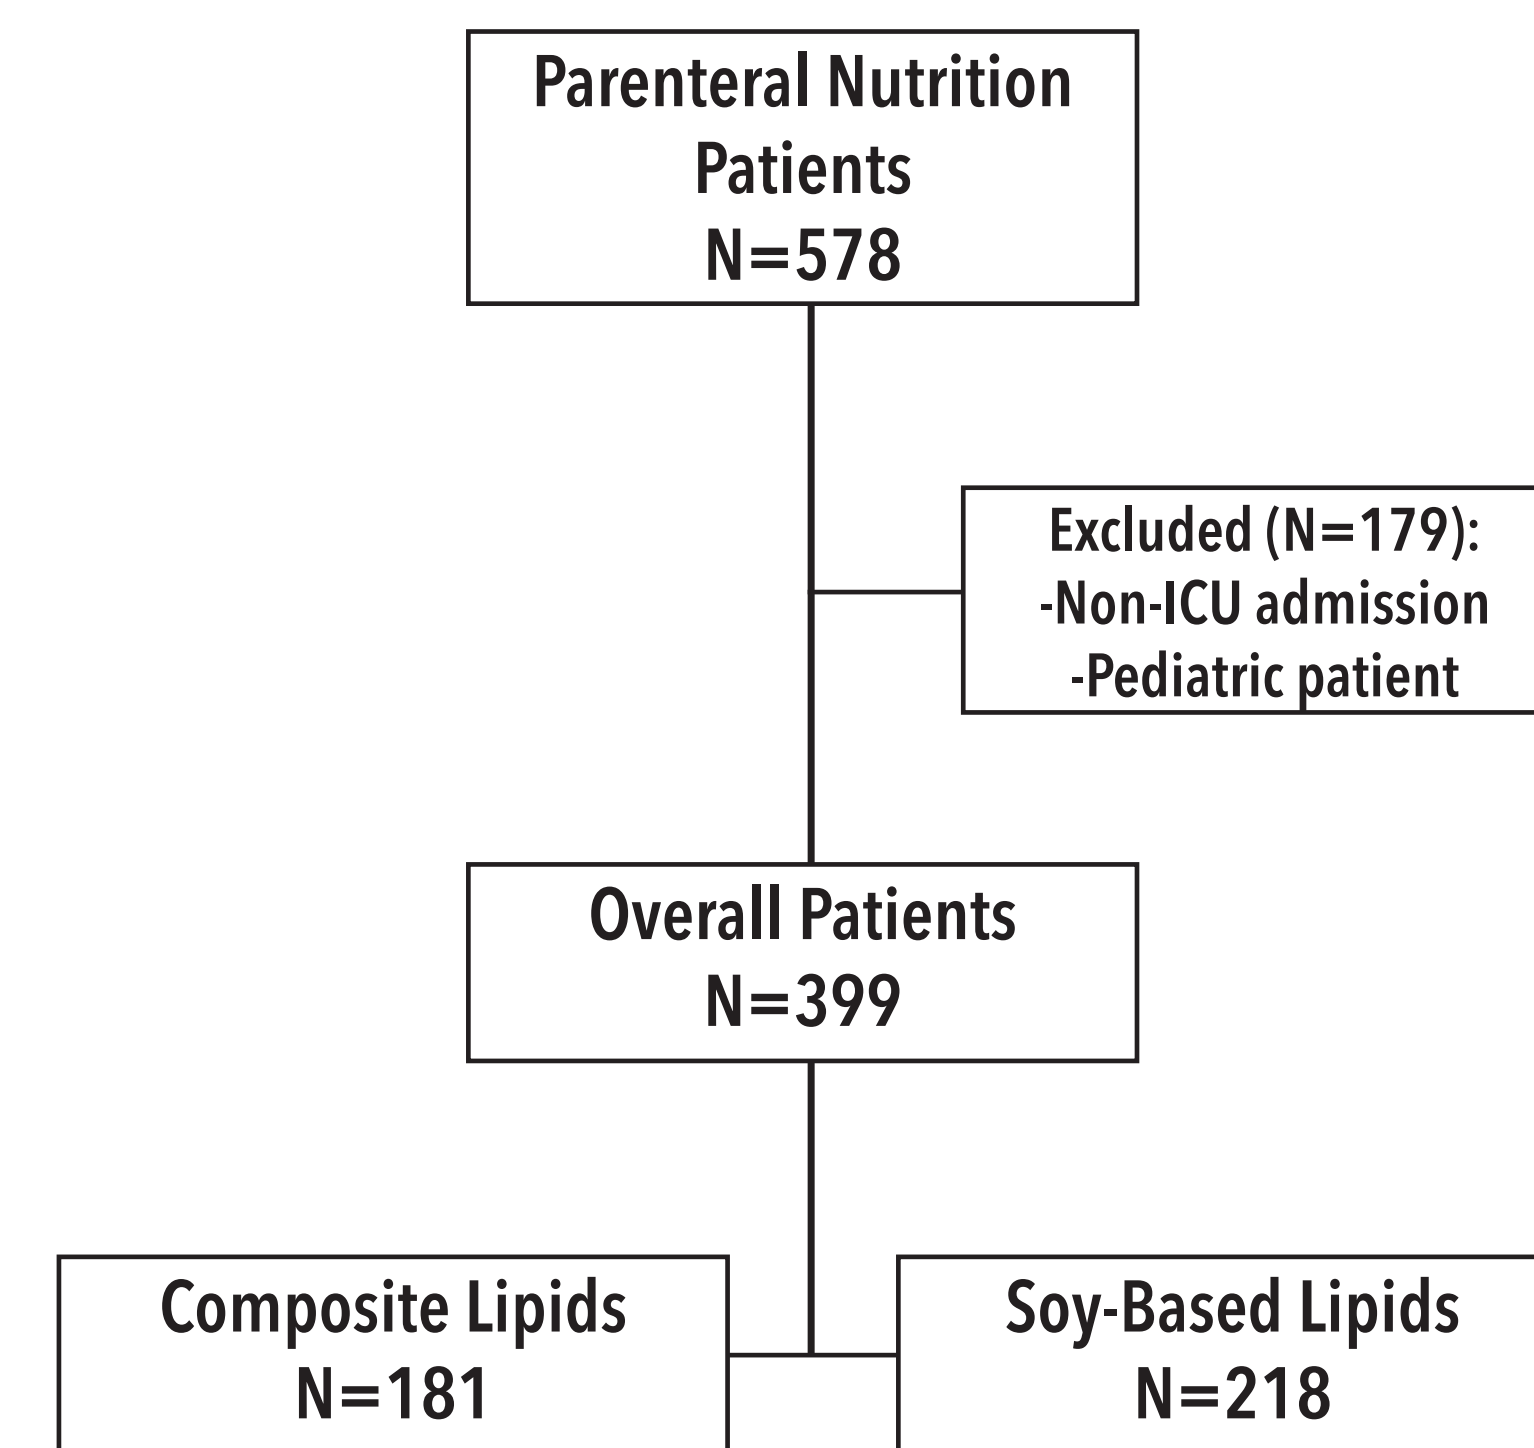 Parenteral Nutrition
Patients
N=578
Excluded (N=179):
-Non-ICU admission
-Pediatric patient
Overall Patients
N=399
Composite Lipids
N=181
Soy-Based Lipids
N=218